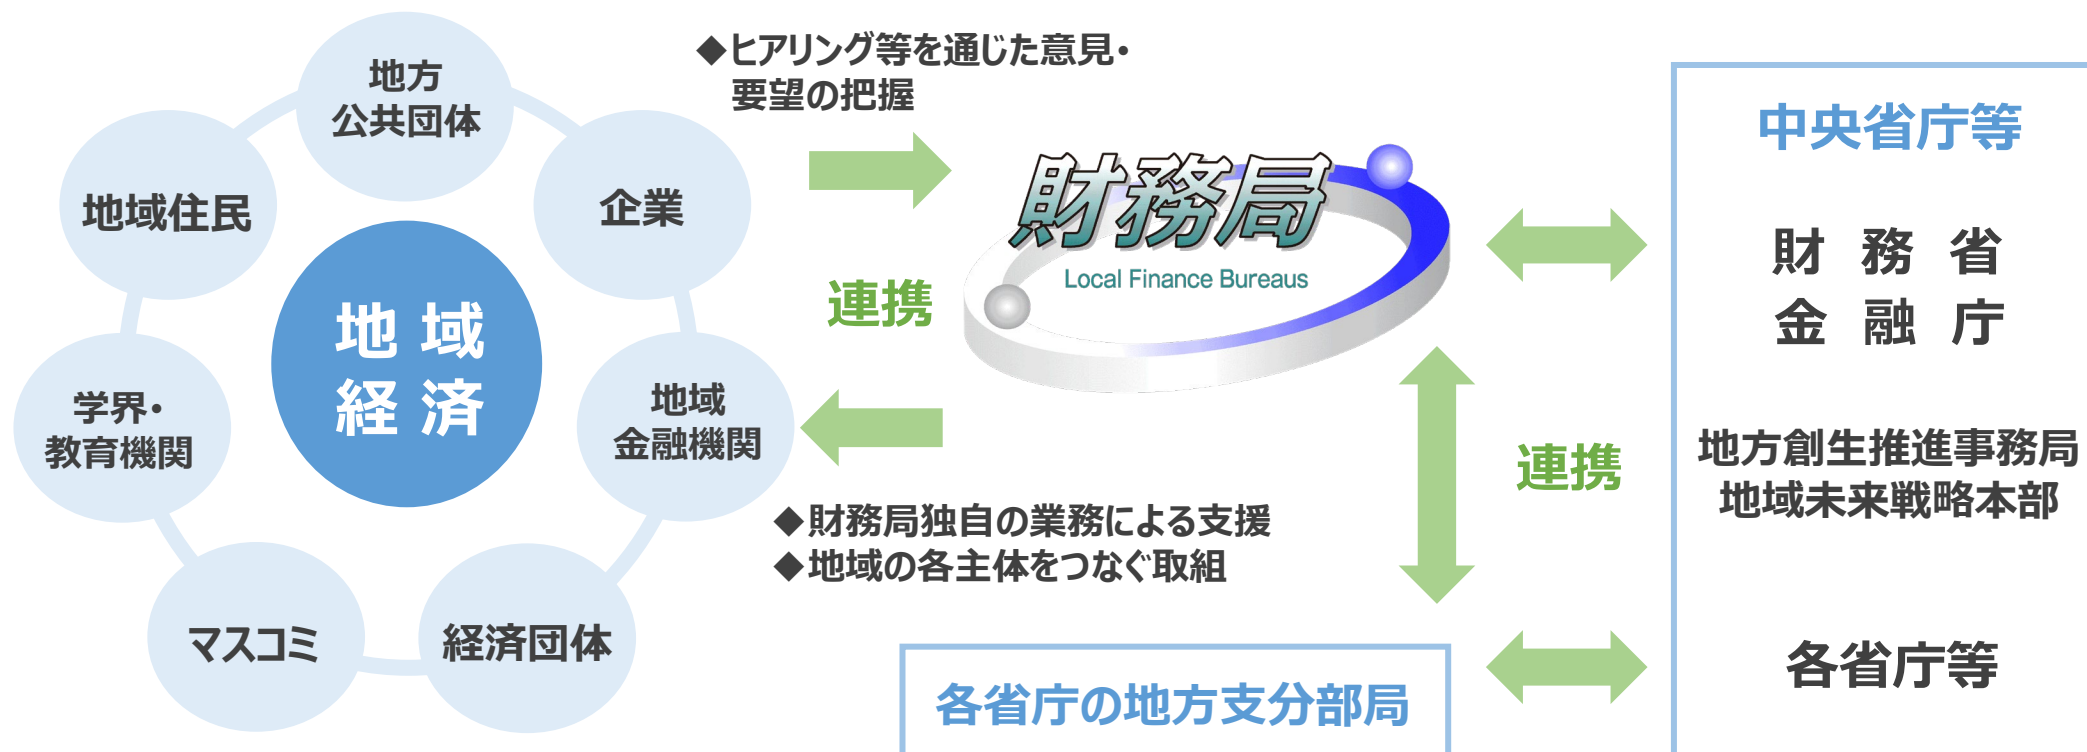 地方
公共団体
企業
地域
金融機関
経済団体
マスコミ
学界・
教育機関
地域住民
地 域
経 済
◆ヒアリング等を通じた意見・
要望の把握
連携
◆財務局独自の業務による支援
◆地域の各主体をつなぐ取組
財務局
Local Finance Bureaus
連携
各省庁の地方支分部局
中央省庁等
財 務 省
金 融 庁
地方創生推進事務局
地域未来戦略本部
各省庁等